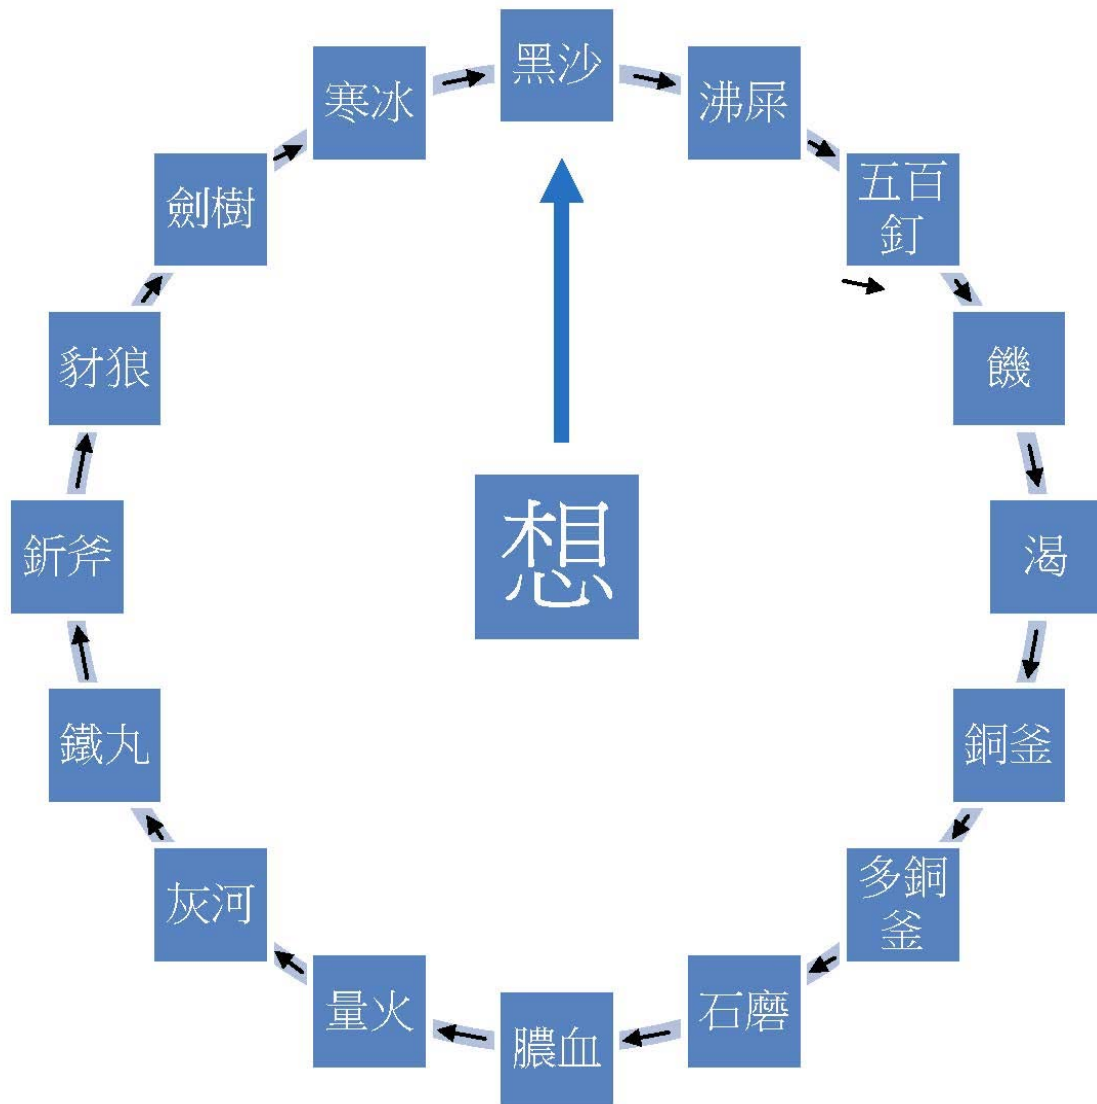 黑沙
沸屎
五百
釘
饑
渴
銅釜
多銅
釜
石磨
膿血
量火
灰河
鐵丸
釿斧
豺狼
劍樹
寒冰
想